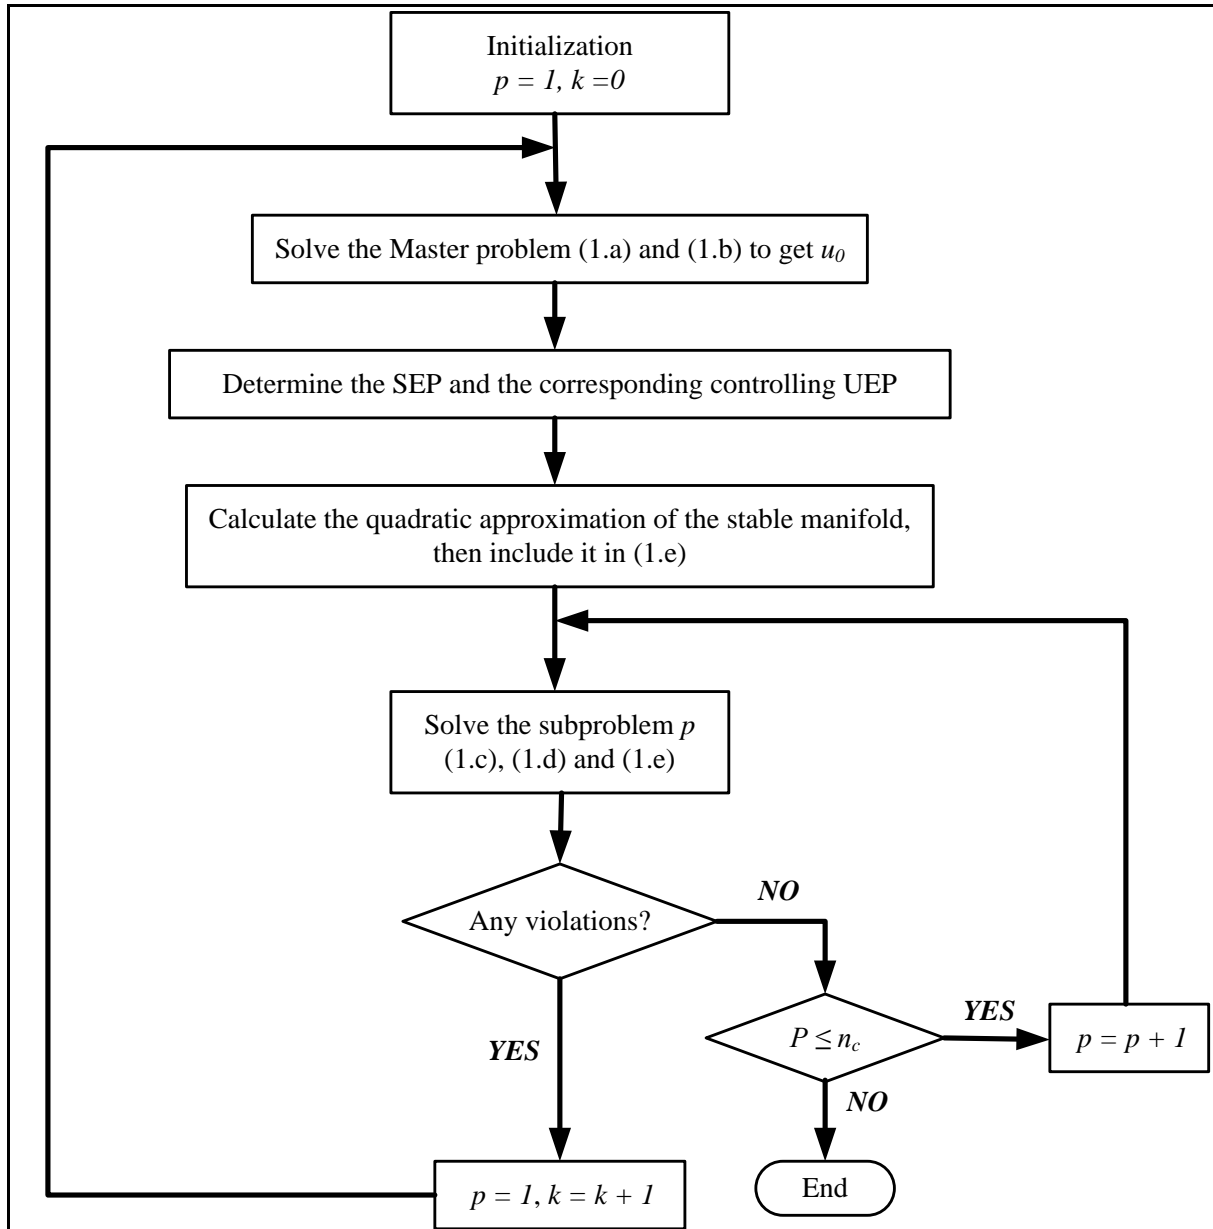 Initialization
p = 1, k =0
Solve the Master problem (1.a) and (1.b) to get u₀
Determine the SEP and the corresponding controlling UEP
Calculate the quadratic approximation of the stable manifold,
then include it in (1.e)
Solve the subproblem p
(1.c), (1.d) and (1.e)
Any violations?
NO
YES
P ≤ n_c
YES
p = p + 1
NO
p = 1, k = k + 1
End